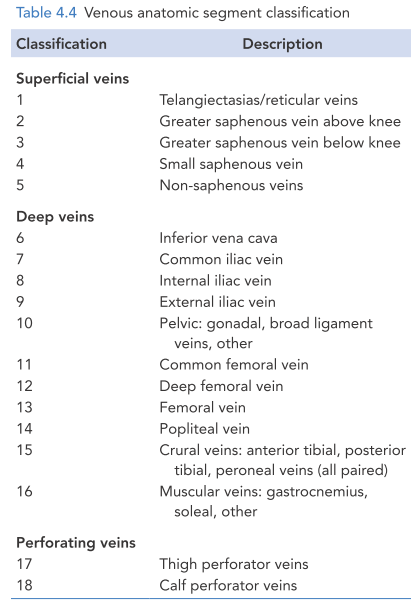 Table 4.4 Venous anatomic segment classification
Classification Description
Superficial veins
1 Telangiectasias/reticular veins
2 Greater saphenous vein above knee
3 Greater saphenous vein below knee
4 Small saphenous vein
5 Non-saphenous veins
Deep veins
6 Inferior vena cava
7 Common iliac vein
8 Internal iliac vein
9 External iliac vein
10 Pelvic: gonadal, broad ligament
veins, other
11 Common femoral vein
12 Deep femoral vein
13 Femoral vein
14 Popliteal vein
15 Crural veins: anterior tibial, posterior
tibial, peroneal veins (all paired)
16 Muscular veins: gastrocnemius,
soleal, other
Perforating veins
17 Thigh perforator veins
18 Calf perforator veins